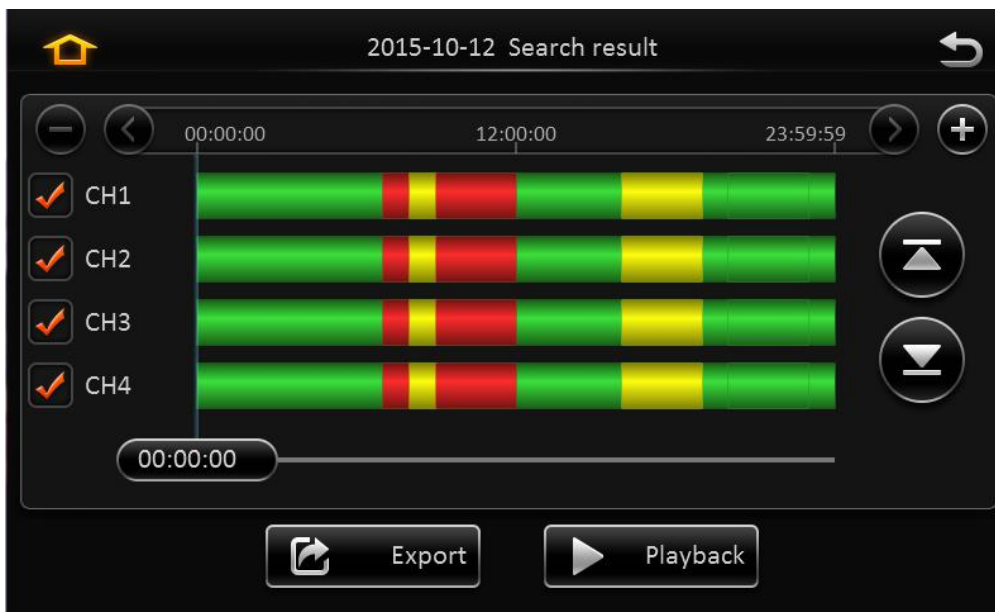 2015-10-12 Search result
00:00:00 12:00:00 23:59:59
CH1
CH2
CH3
CH4
00:00:00
Export Playback